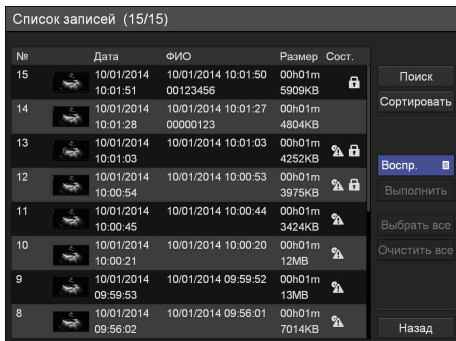 Список записей (15/15)
№ Дата ФИО Размер Сост.
15 10/01/2014 10/01/2014 10:01:50 00h01m
10:01:51 00123456 5909KB
14 10/01/2014 10/01/2014 10:01:27 00h01m
10:01:28 00000123 4804KB
13 10/01/2014 10/01/2014 10:01:03 00h01m
10:01:03 4252KB
12 10/01/2014 10/01/2014 10:00:53 00h01m
10:00:54 3975KB
11 10/01/2014 10/01/2014 10:00:44 00h01m
10:00:45 3424KB
10 10/01/2014 10/01/2014 10:00:20 00h01m
10:00:21 12MB
9 10/01/2014 10/01/2014 09:59:52 00h01m
09:59:53 13MB
8 10/01/2014 10/01/2014 09:56:01 00h01m
09:56:02 7014KB
Поиск
Сортировать
Воспр.
Выполнить
Выбрать все
Очистить все
Назад